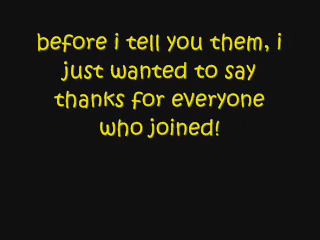 before i tell you them, i
just wanted to say
thanks for everyone
who joined!